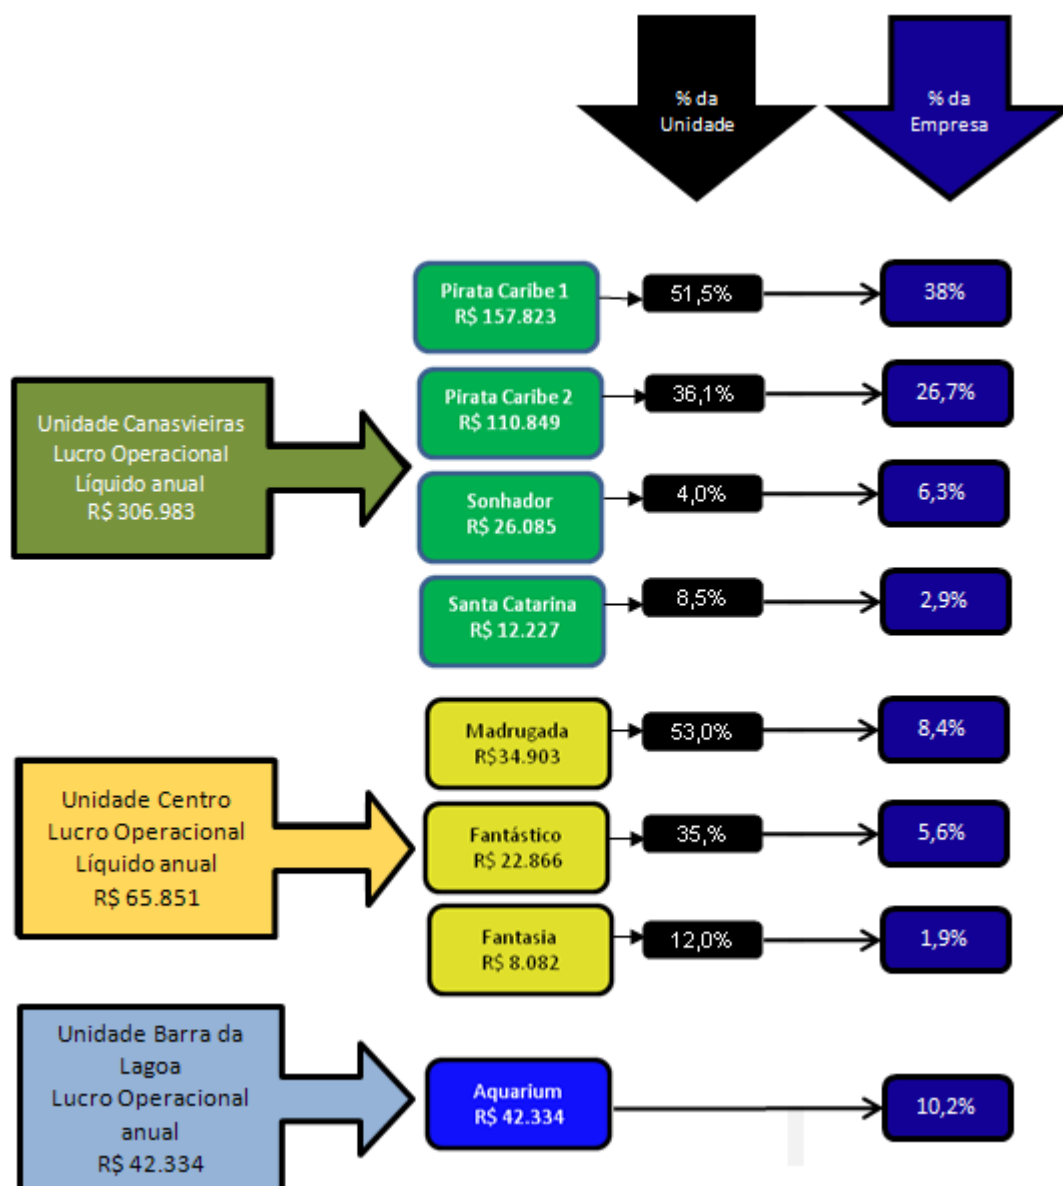 % da
Unidade
% da
Empresa
Pirata Caribe 1
R$ 157.823
51,5%
38%
Unidade Canasvieiras
Lucro Operacional
Líquido anual
R$ 306.983
Pirata Caribe 2
R$ 110.849
36,1%
26,7%
Sonhador
R$ 26.085
4,0%
6,3%
Santa Catarina
R$ 12.227
8,5%
2,9%
Unidade Centro
Lucro Operacional
Líquido anual
R$ 65.851
Madrugada
R$34.903
53,0%
8,4%
Fantástico
R$ 22.866
35,%
5,6%
Fantasia
R$ 8.082
12,0%
1,9%
Unidade Barra da
Lagoa
Lucro Operacional
anual
R$ 42.334
Aquarium
R$ 42.334
10,2%